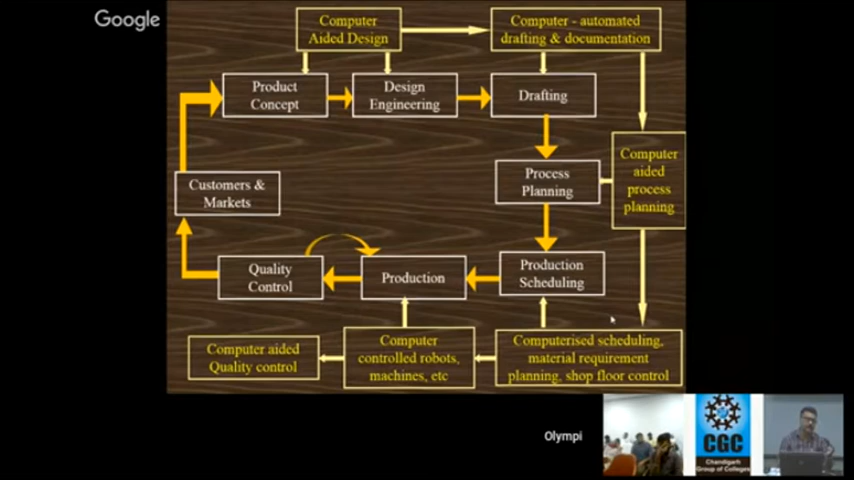 Google
Computer
Aided Design
Computer - automated
drafting & documentation
Product
Concept
Design
Engineering
Drafting
Computer
aided
process
planning
Process
Planning
Customers &
Markets
Quality
Control
Production
Production
Scheduling
Computer aided
Quality control
Computer
controlled robots,
machines, etc
Computerised scheduling,
material requirement
planning, shop floor control
Olympi
CGC
Chandigarh
Group of Colleges